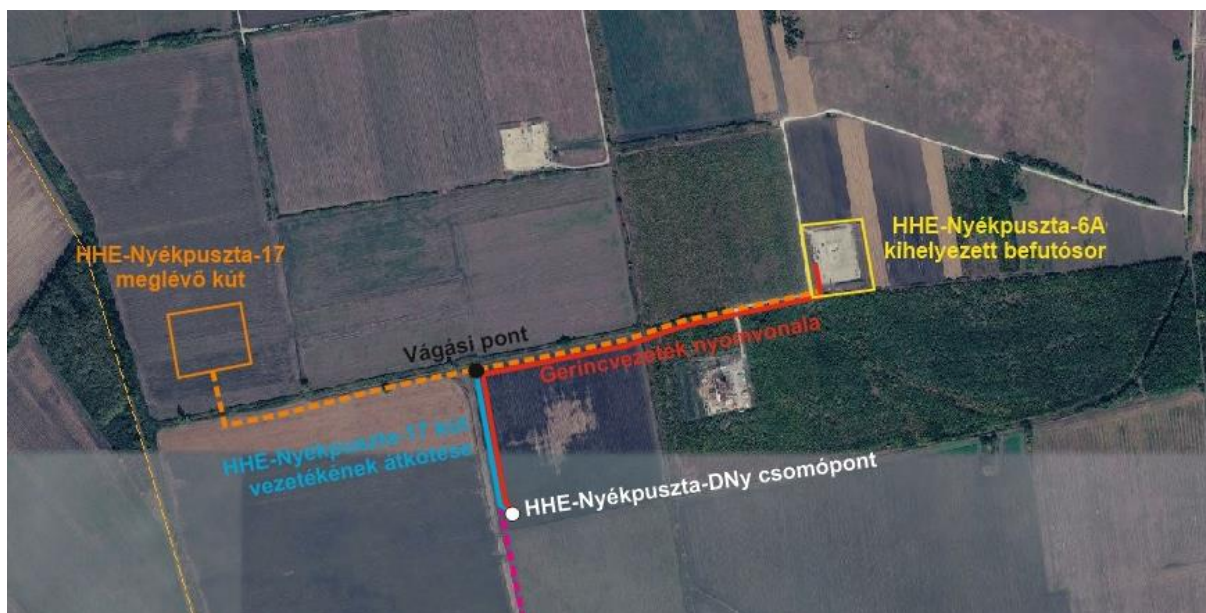 HHE-Nyékpuszta-6A
kihelyezett befutósor
HHE-Nyékpuszta-17
meglévő kút
Vágási pont
Gerincvezeték nyomvonala
HHE-Nyékpuszta-17 kút
vezetékének átkötése
HHE-Nyékpuszta-DNy csomópont